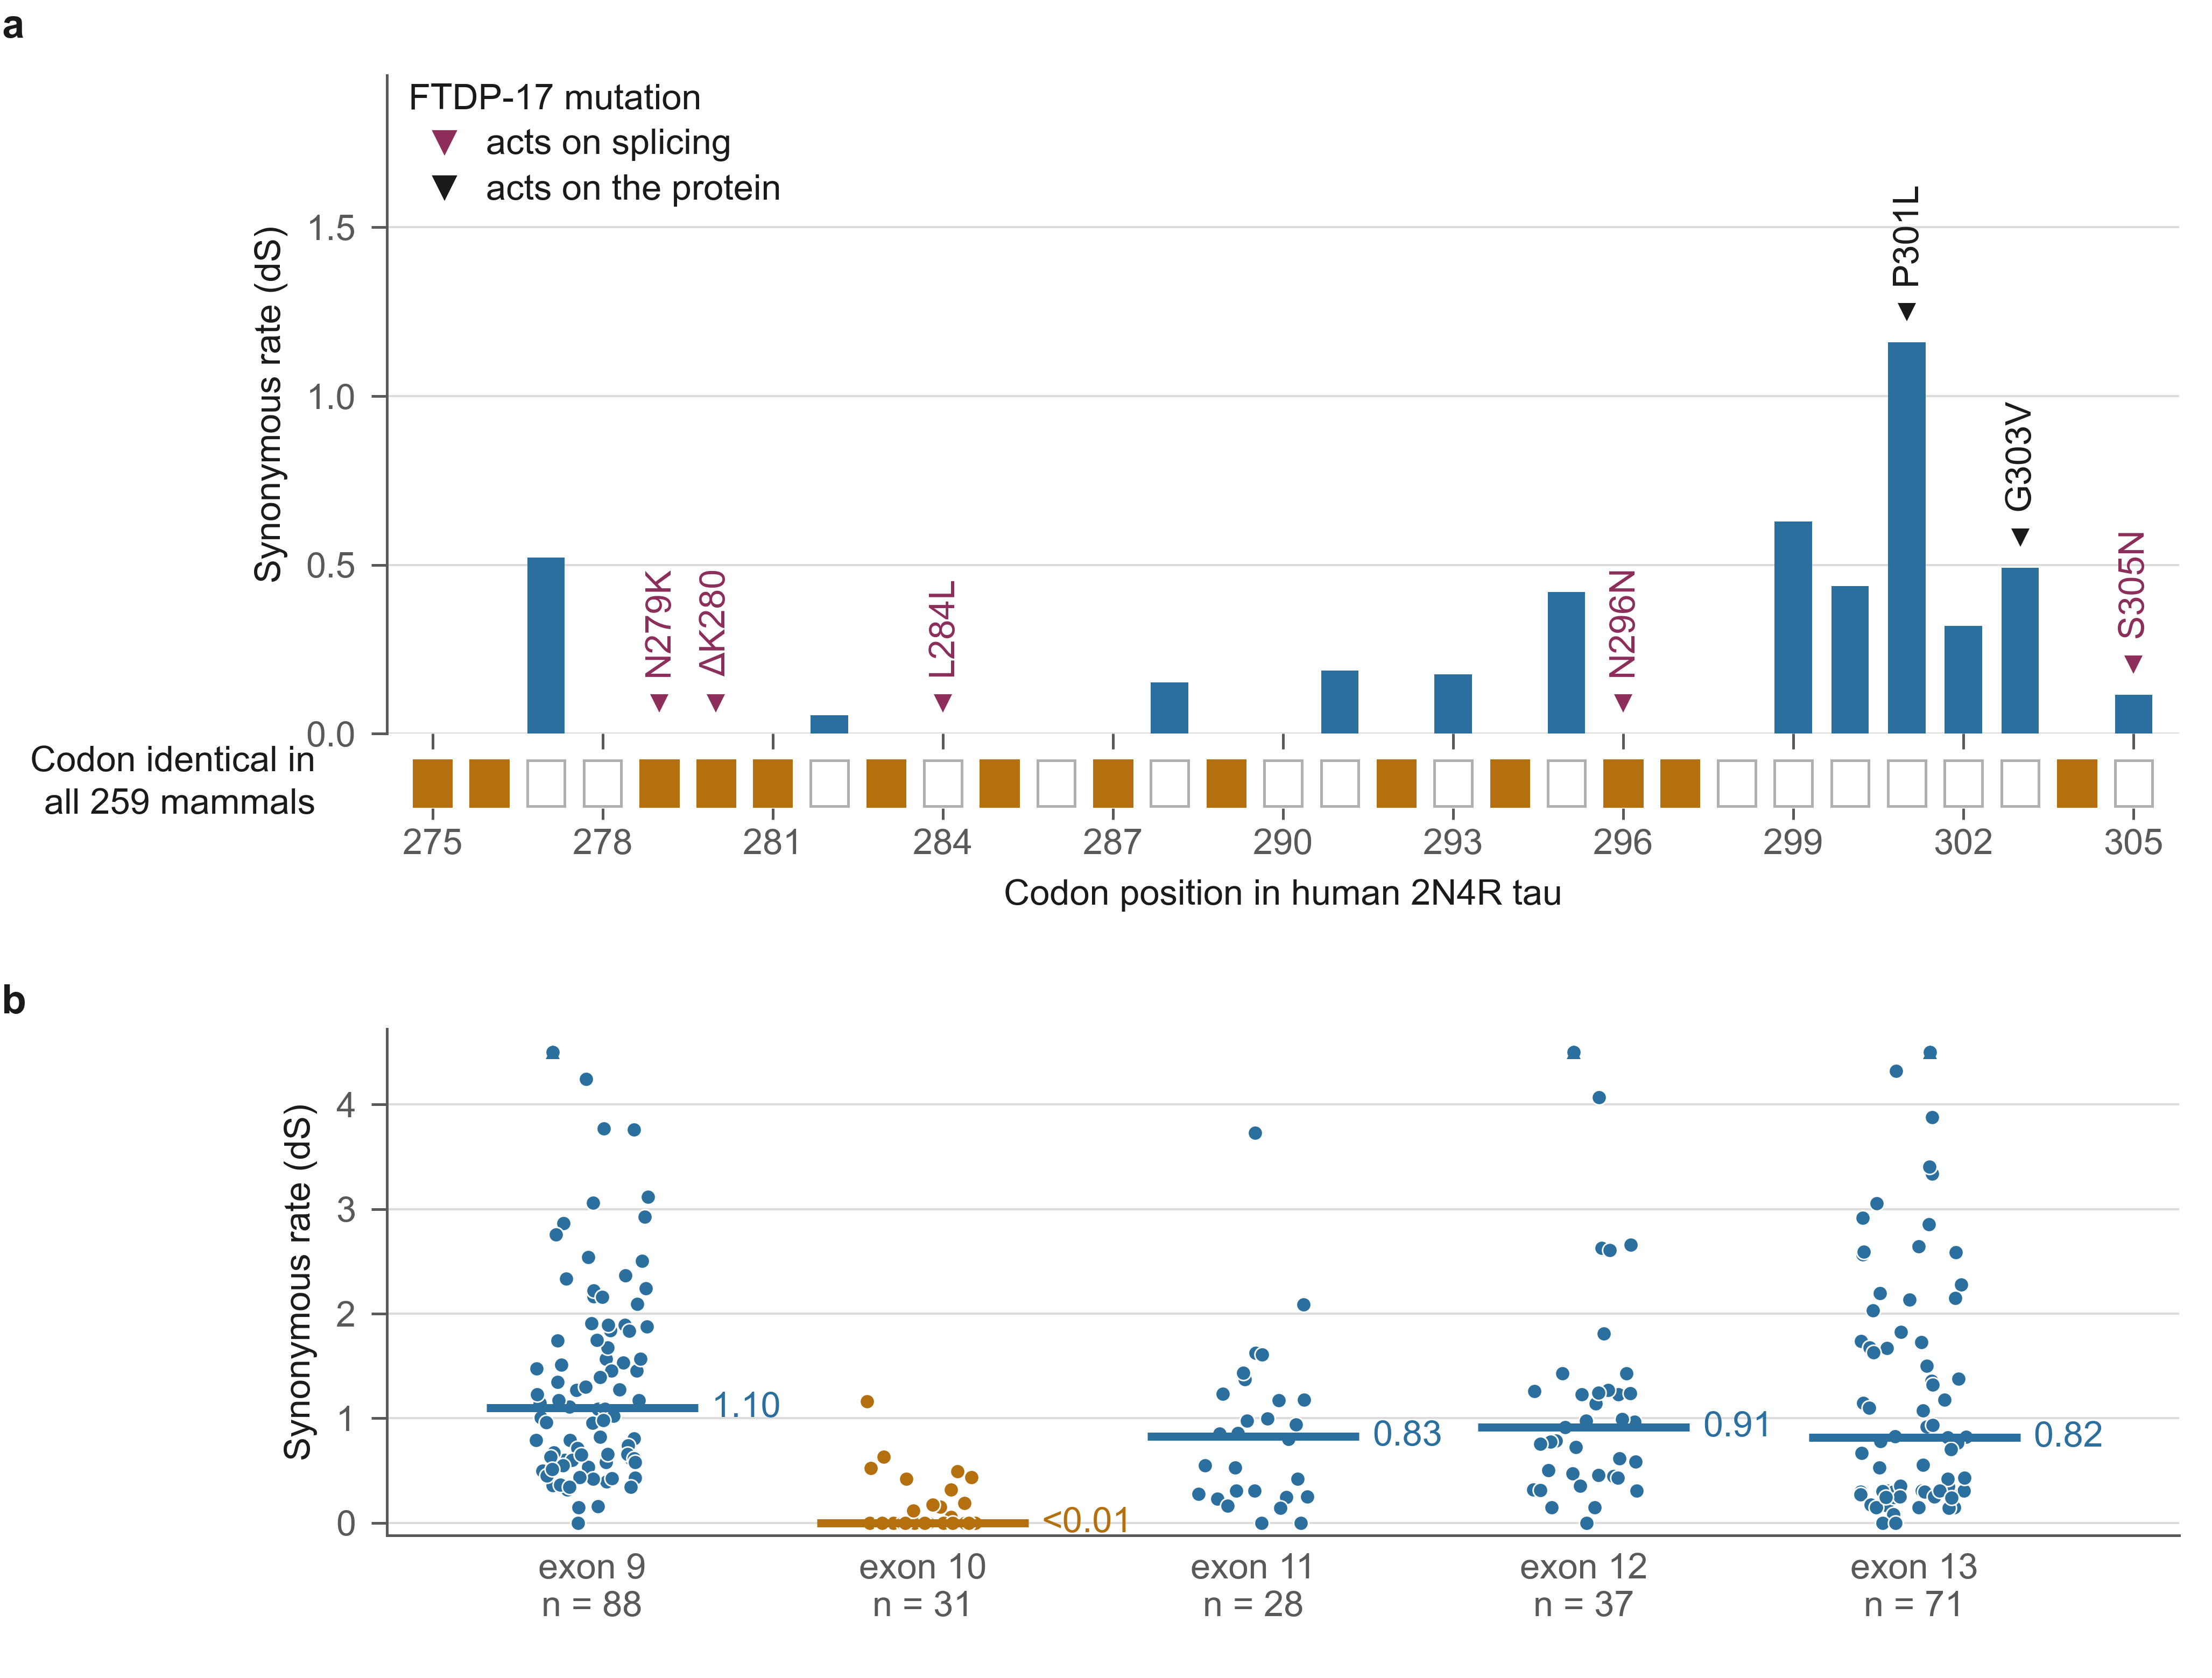 a
FTDP-17 mutation
acts on splicing
acts on the protein
Synonymous rate (dS)
1.5
1.0
0.5
0.0
N279K
ΔK280
L284L
N296N
P301L
G303V
S305N
Codon identical in
all 259 mammals
275 278 281 284 287 290 293 296 299 302 305
Codon position in human 2N4R tau
b
Synonymous rate (dS)
4
3
2
1
0
1.10
<0.01
0.83
0.91
0.82
exon 9 exon 10 exon 11 exon 12 exon 13
n = 88 n = 31 n = 28 n = 37 n = 71